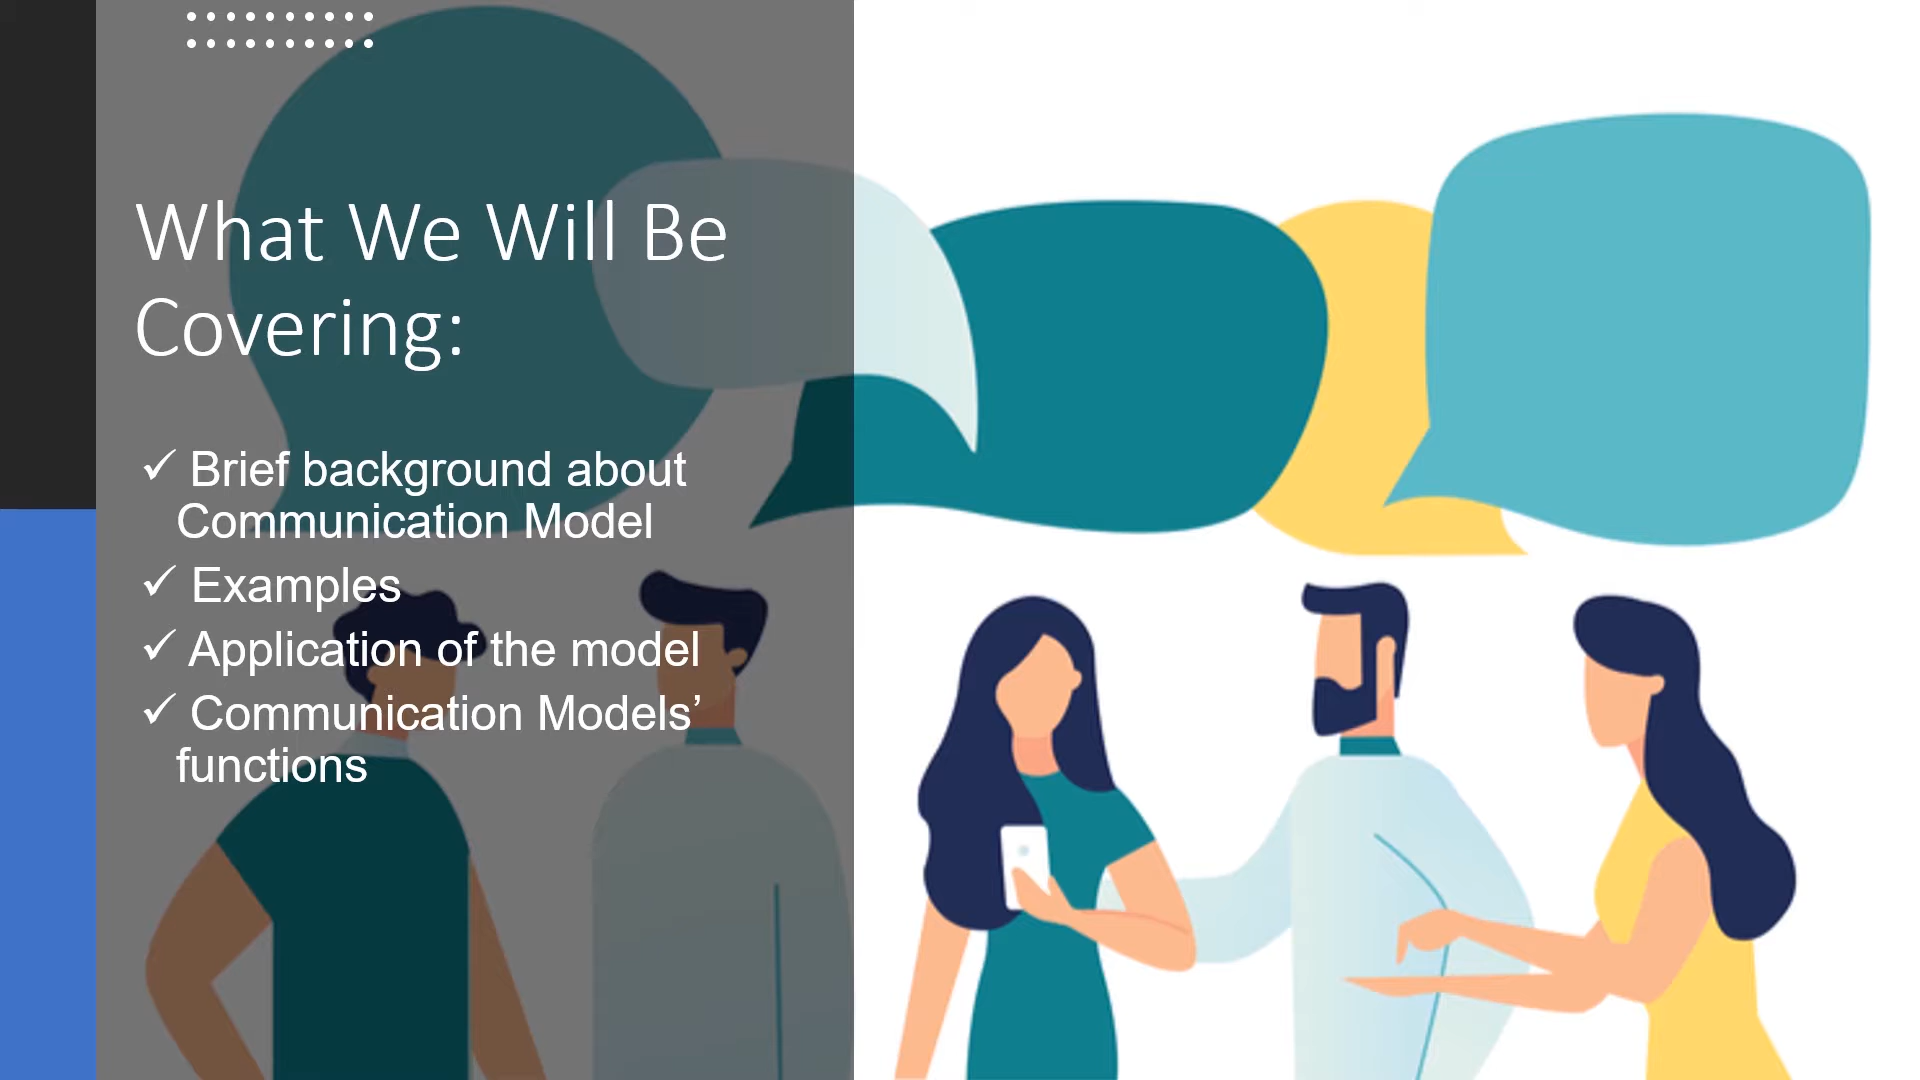 What We Will Be
Covering:
✓ Brief background about
Communication Model
✓ Examples
✓ Application of the model
✓ Communication Models’
functions